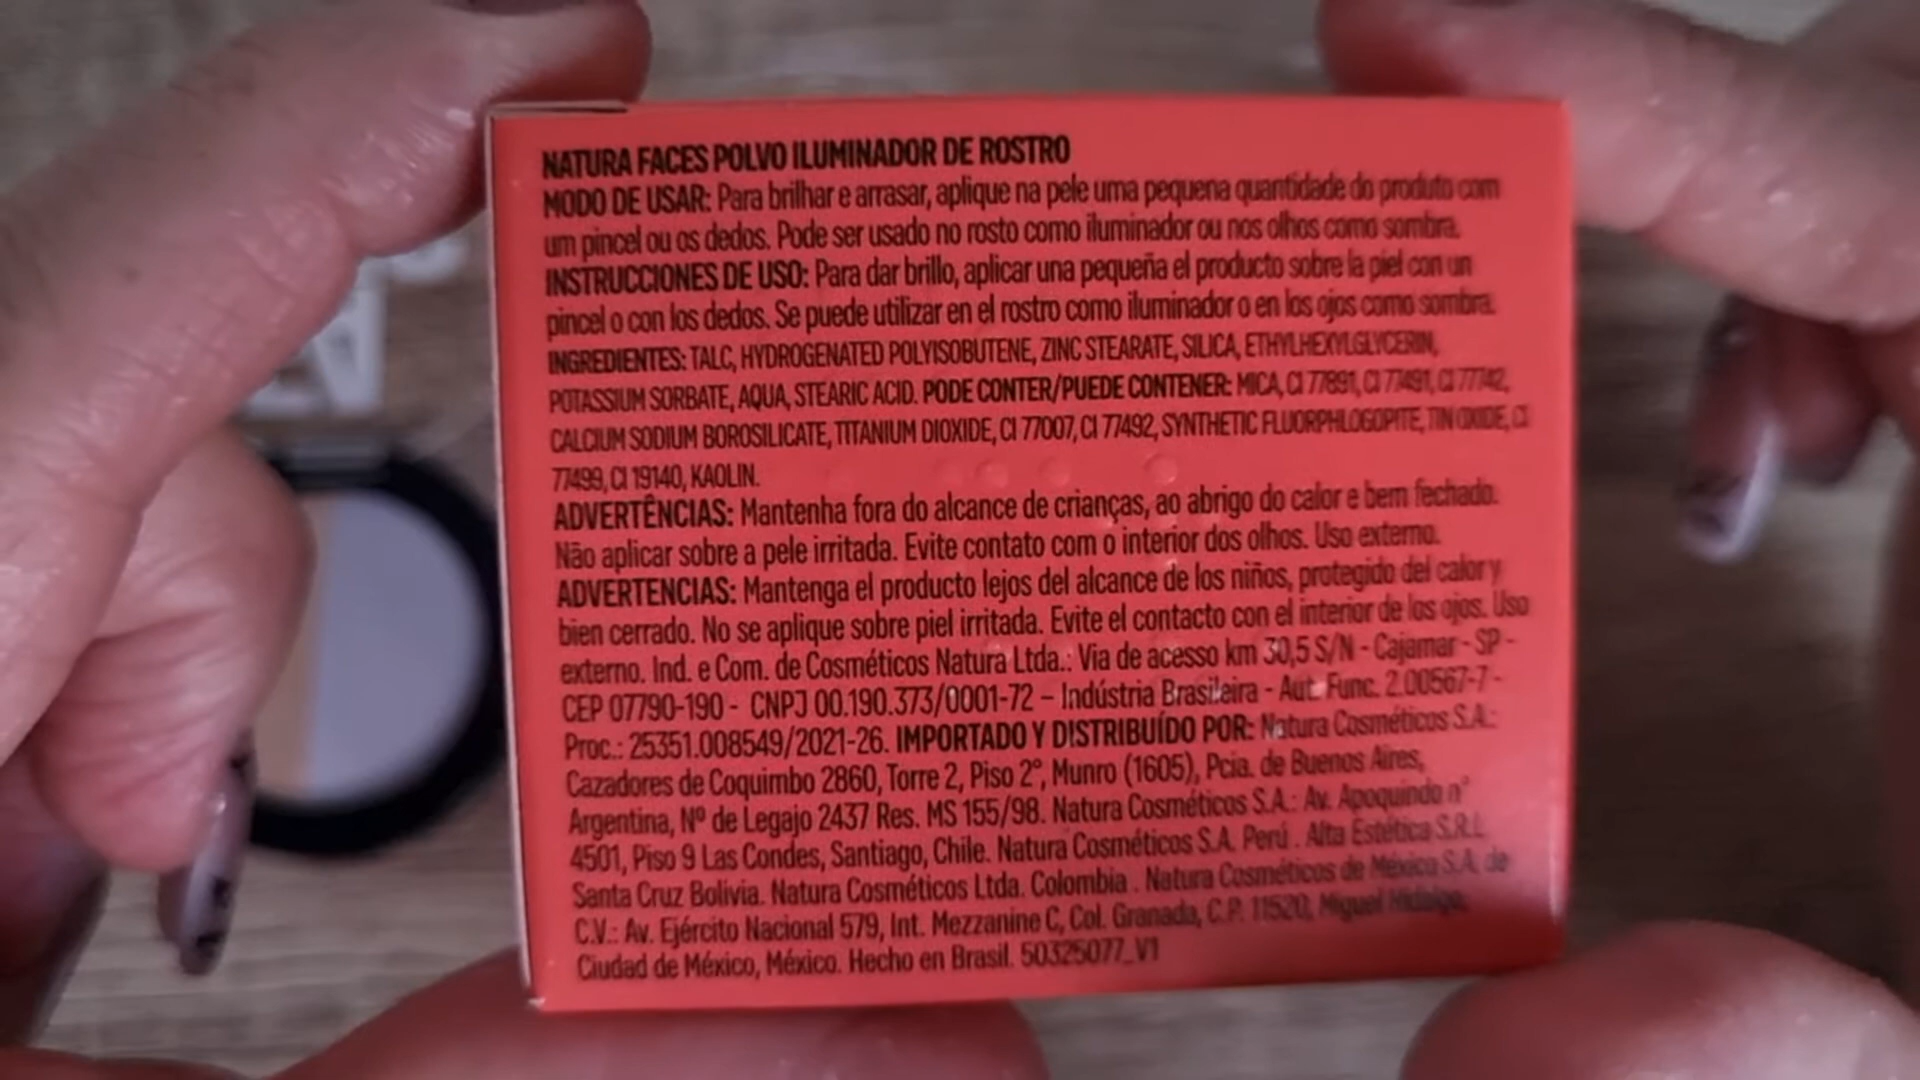 NATURA FACES POLVO ILUMINADOR DE ROSTRO
MODO DE USAR: Para brilhar e arrasar, aplique na pele uma pequena quantidade do produto com
um pincel ou os dedos. Pode ser usado no rosto como iluminador ou nos olhos como sombra.
INSTRUCCIONES DE USO: Para dar brillo, aplicar una pequeña el producto sobre la piel con un
pincel o con los dedos. Se puede utilizar en el rostro como iluminador o en los ojos como sombra.
INGREDIENTES: TALC, HYDROGENATED POLYISOBUTENE, ZINC STEARATE, SILICA, ETHYLHEXYLGLYCERIN,
POTASSIUM SORBATE, AQUA, STEARIC ACID. PODE CONTER/PUEDE CONTENER: MICA, CI 77891, CI 77491, CI 77742,
CALCIUM SODIUM BOROSILICATE, TITANIUM DIOXIDE, CI 77007, CI 77492, SYNTHETIC FLUORPHLOGOPITE, TIN OXIDE, CI
77499, CI 19140, KAOLIN.
ADVERTÊNCIAS: Mantenha fora do alcance de crianças, ao abrigo do calor e bem fechado.
Não aplicar sobre a pele irritada. Evite contato com o interior dos olhos. Uso externo.
ADVERTENCIAS: Mantenga el producto lejos del alcance de los niños, protegido del calor y
bien cerrado. No se aplique sobre piel irritada. Evite el contacto con el interior de los ojos. Uso
externo. Ind. e Com. de Cosméticos Natura Ltda.: Via de acesso km 30,5 S/N - Cajamar - SP -
CEP 07790-190 - CNPJ 00.190.373/0001-72 – Indústria Brasileira - Aut. Func. 2.00567-7 -
Proc.: 25351.008549/2021-26. IMPORTADO Y DISTRIBUÍDO POR: Natura Cosméticos S.A.:
Cazadores de Coquimbo 2860, Torre 2, Piso 2°, Munro (1605), Pcia. de Buenos Aires,
Argentina, Nº de Legajo 2437 Res. MS 155/98. Natura Cosméticos S.A.: Av. Apoquindo n°
4501, Piso 9 Las Condes, Santiago, Chile. Natura Cosméticos S.A. Perú . Alta Estética S.R.L
Santa Cruz Bolivia. Natura Cosméticos Ltda. Colombia . Natura Cosméticos de México S.A. de
C.V.: Av. Ejército Nacional 579, Int. Mezzanine C, Col. Granada, C.P. 11520, Miguel Hidalgo,
Ciudad de México, México. Hecho en Brasil. 50325077_V1